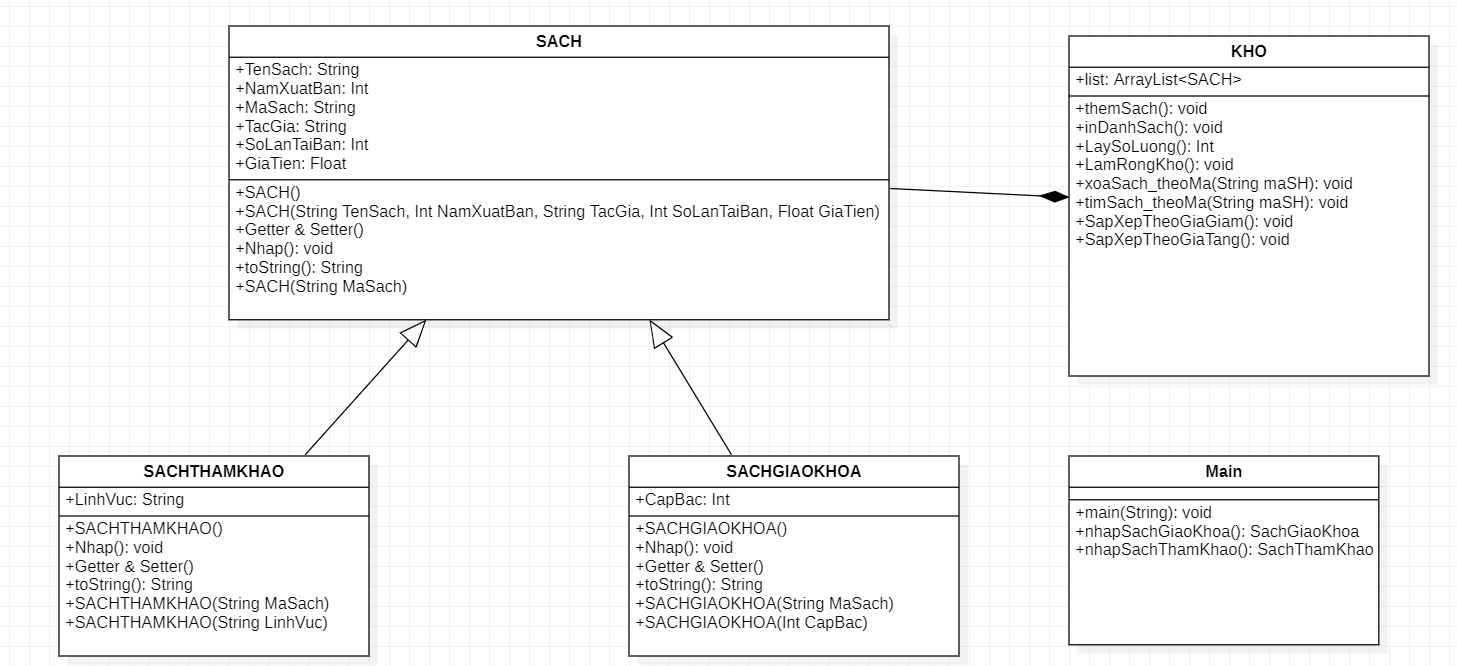 SACH
+TenSach: String
+NamXuatBan: Int
+MaSach: String
+TacGia: String
+SoLanTaiBan: Int
+GiaTien: Float
+SACH()
+SACH(String TenSach, Int NamXuatBan, String TacGia, Int SoLanTaiBan, Float GiaTien)
+Getter & Setter()
+Nhap(): void
+toString(): String
+SACH(String MaSach)
KHO
+list: ArrayList<SACH>
+themSach(): void
+inDanhSach(): void
+LaySoLuong(): Int
+LamRongKho(): void
+xoaSach_theoMa(String maSH): void
+timSach_theoMa(String maSH): void
+SapXepTheoGiaGiam(): void
+SapXepTheoGiaTang(): void
SACHTHAMKHAO
+LinhVuc: String
+SACHTHAMKHAO()
+Nhap(): void
+Getter & Setter()
+toString(): String
+SACHTHAMKHAO(String MaSach)
+SACHTHAMKHAO(String LinhVuc)
SACHGIAOKHOA
+CapBac: Int
+SACHGIAOKHOA()
+Nhap(): void
+Getter & Setter()
+toString(): String
+SACHGIAOKHOA(String MaSach)
+SACHGIAOKHOA(Int CapBac)
Main
+main(String): void
+nhapSachGiaoKhoa(): SachGiaoKhoa
+nhapSachThamKhao(): SachThamKhao